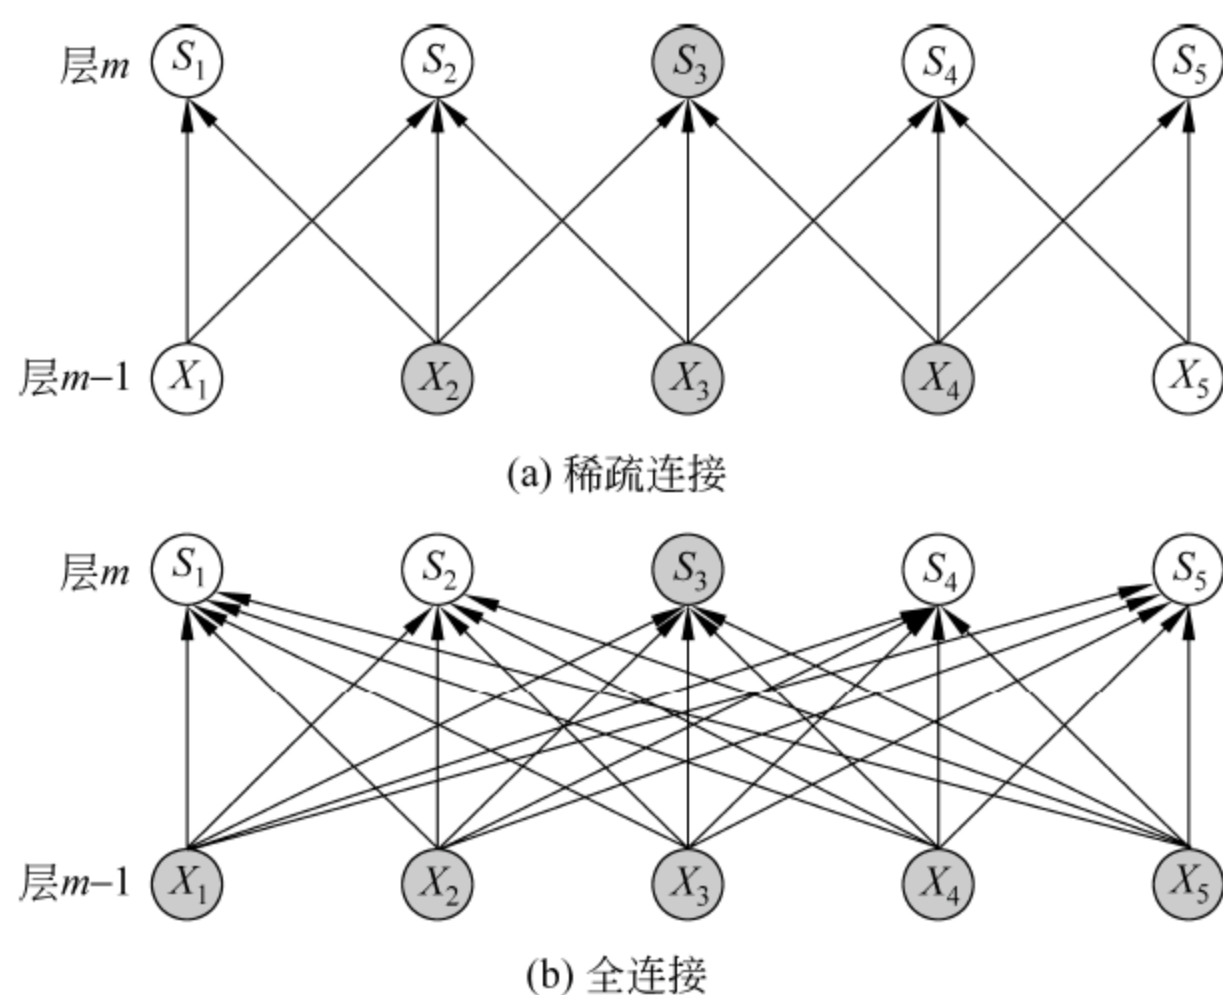 层m S₁ S₂ S₃ S₄ S₅
层m−1 X₁ X₂ X₃ X₄ X₅
(a) 稀疏连接
层m S₁ S₂ S₃ S₄ S₅
层m−1 X₁ X₂ X₃ X₄ X₅
(b) 全连接